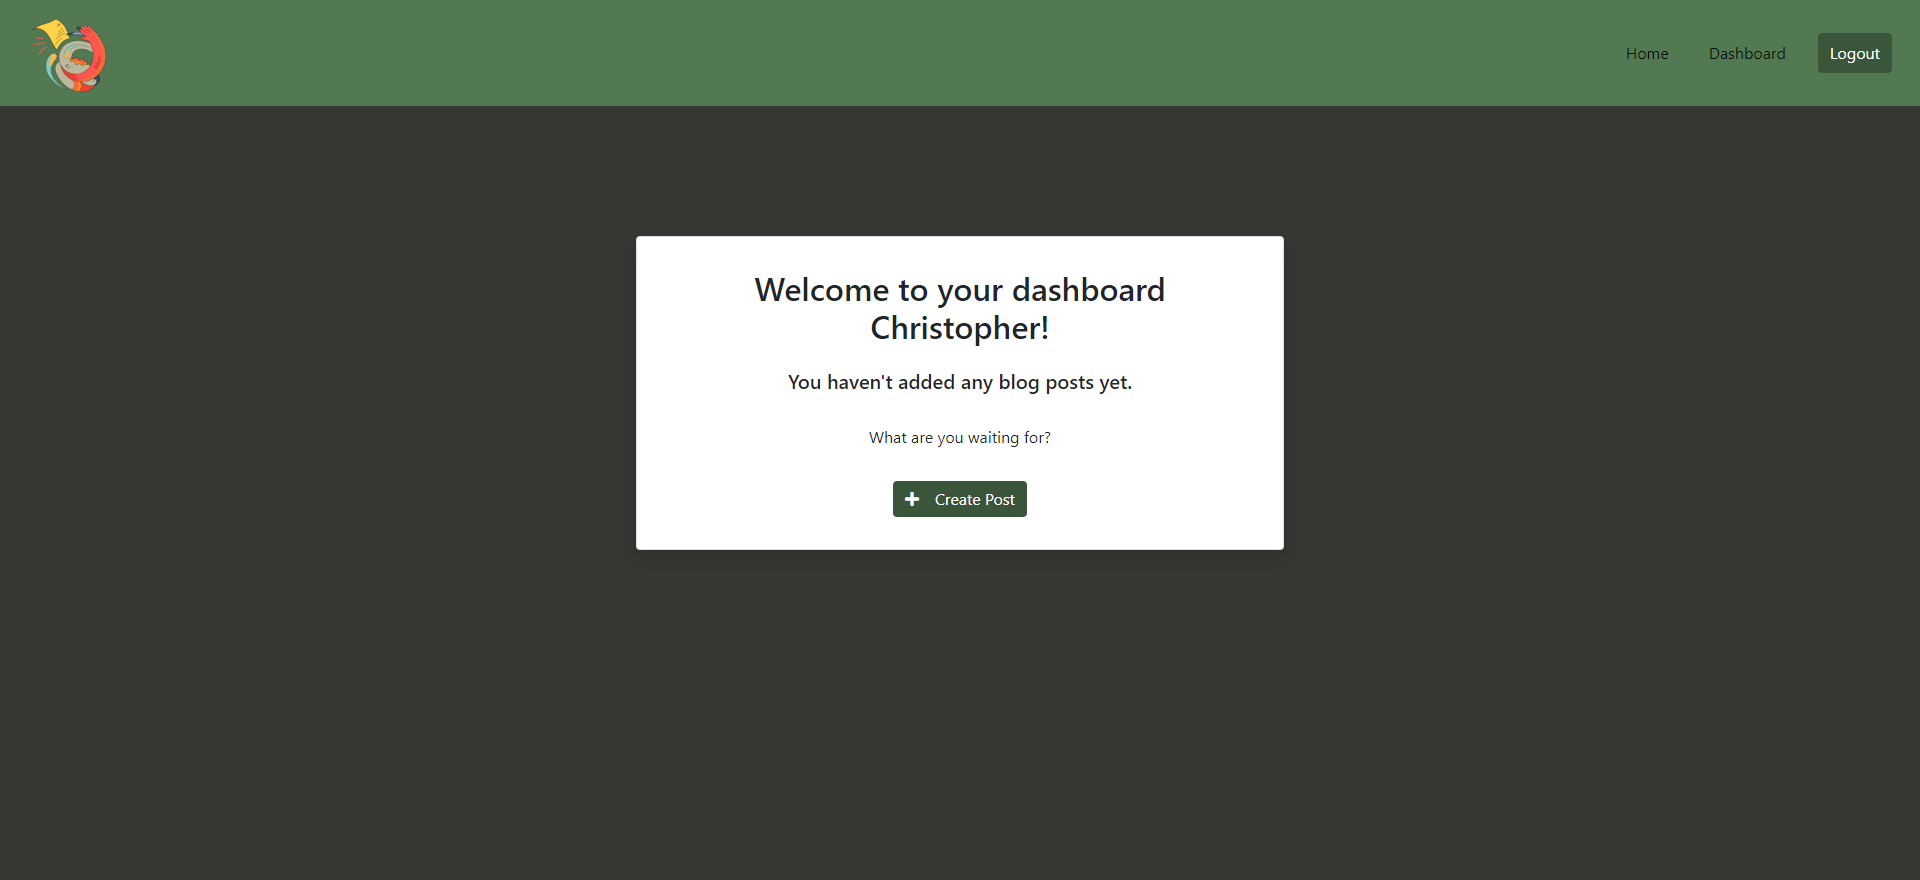 Home Dashboard Logout
Welcome to your dashboard
Christopher!
You haven't added any blog posts yet.
What are you waiting for?
Create Post